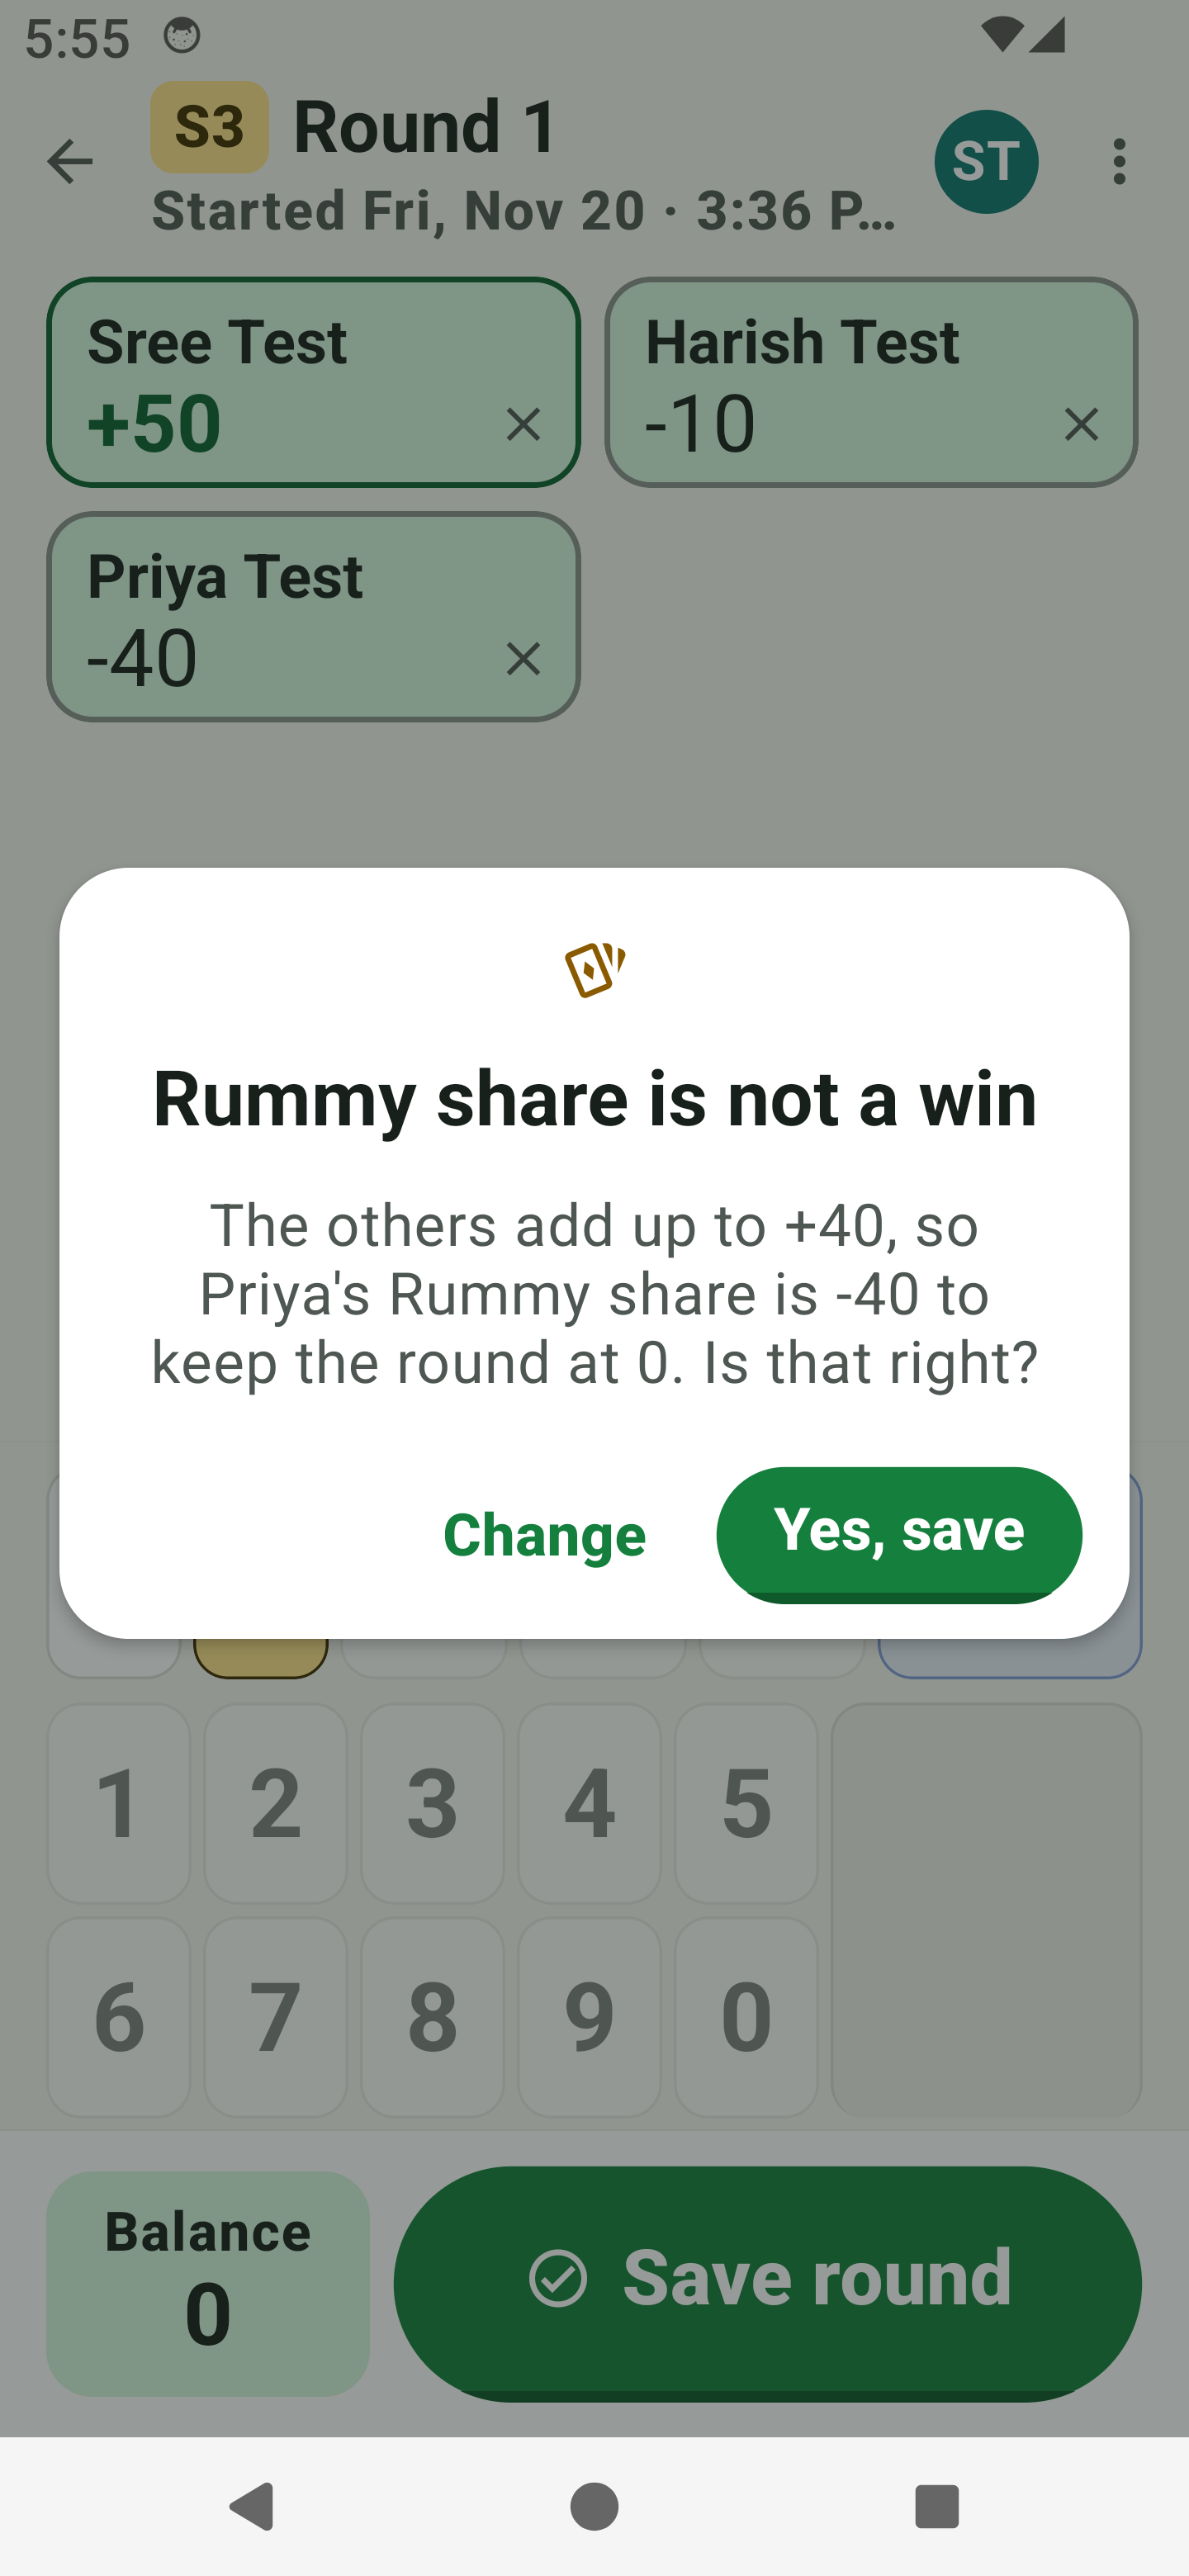 5:55
S3 Round 1
ST
Started Fri, Nov 20 · 3:36 P...
Sree Test
+50
Harish Test
-10
Priya Test
-40
Rummy share is not a win
The others add up to +40, so
Priya's Rummy share is -40 to
keep the round at 0. Is that right?
Change
Yes, save
1 2 3 4 5
6 7 8 9 0
Balance
0
Save round